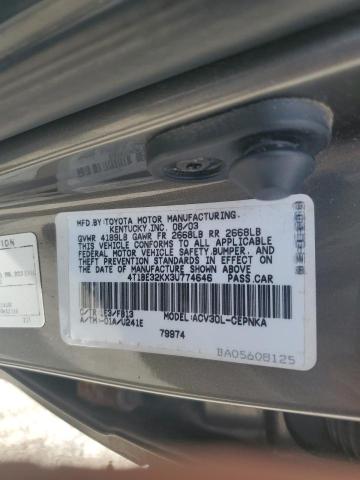 MFD.BY:TOYOTA MOTOR MANUFACTURING,
KENTUCKY,INC. 08/03
GVWR 4189LB GAWR FR 2668LB RR 2668LB
THIS VEHICLE CONFORMS TO ALL APPLICABLE
FEDERAL MOTOR VEHICLE SAFETY,BUMPER,AND
THEFT PREVENTION STANDARDS IN EFFECT ON
THE DATE OF MANUFACTURE SHOWN ABOVE.
4T1BE32KX3U774646 PASS.CAR
C/TR:1E3/FB13 MODEL:ACV30L-CEPNKA
A/TM:-01A/U241E
79974
BA05608125